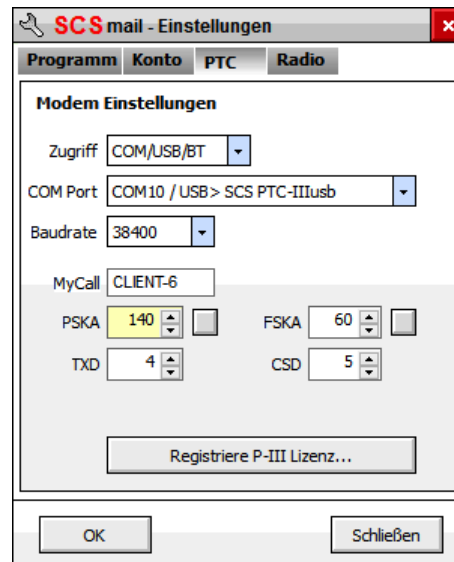 SCS mail - Einstellungen
Programm Konto PTC Radio
Modem Einstellungen
Zugriff COM/USB/BT
COM Port COM10 / USB> SCS PTC-IIIusb
Baudrate 38400
MyCall CLIENT-6
PSKA 140 FSKA 60
TXD 4 CSD 5
Registriere P-III Lizenz...
OK Schließen